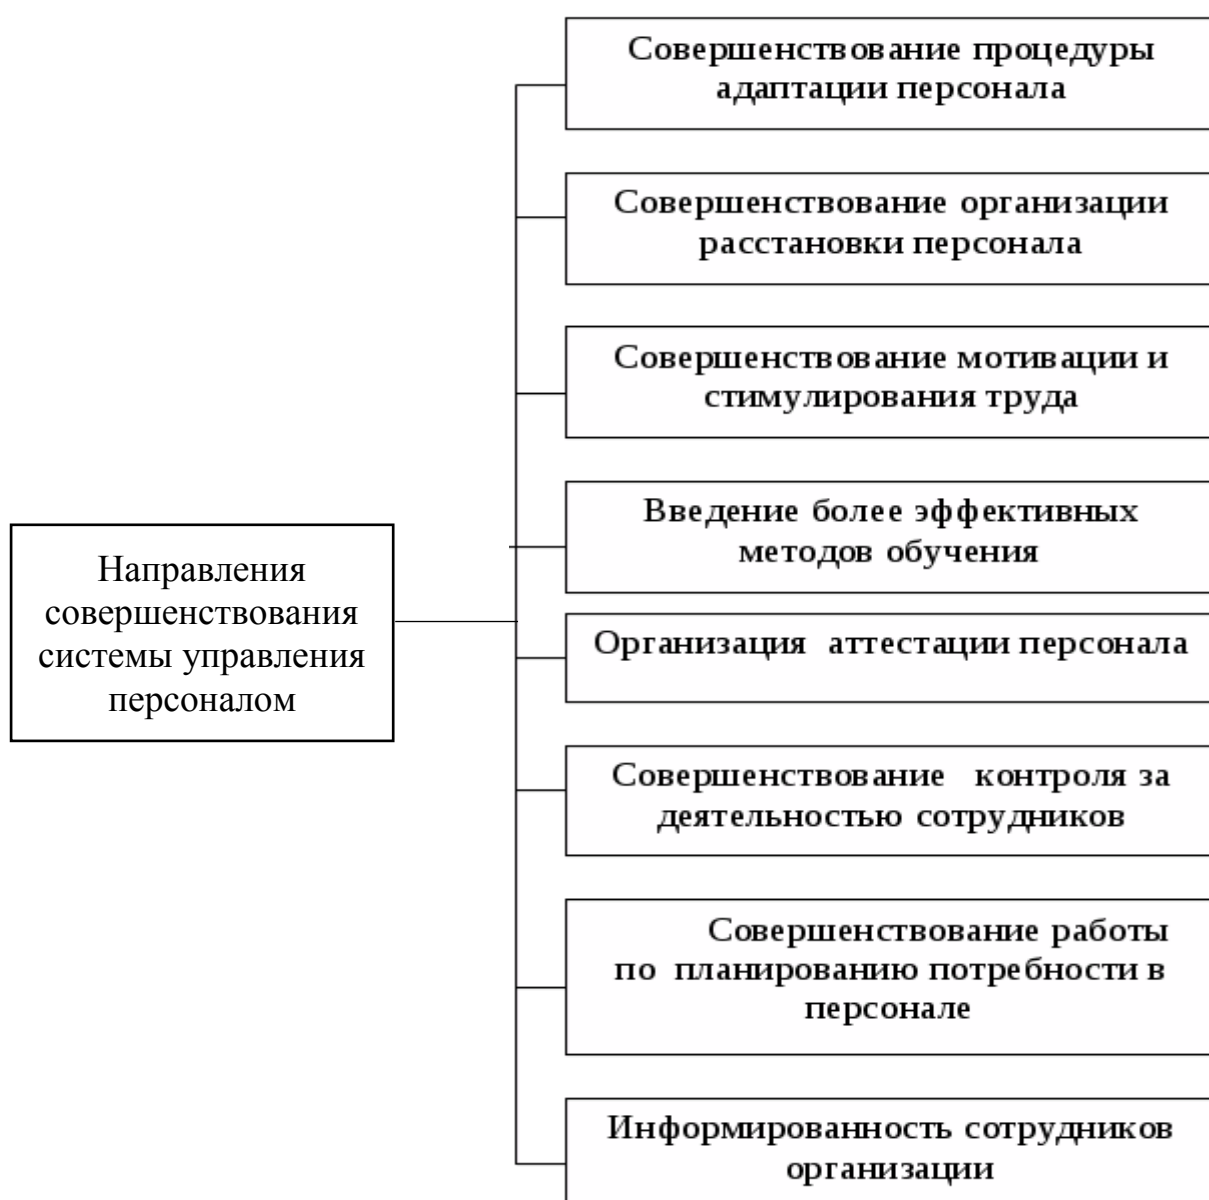 Направления
совершенствования
системы управления
персоналом
Совершенствование процедуры
адаптации персонала
Совершенствование организации
расстановки персонала
Совершенствование мотивации и
стимулирования труда
Введение более эффективных
методов обучения
Организация аттестации персонала
Совершенствование контроля за
деятельностью сотрудников
Совершенствование работы
по планированию потребности в
персонале
Информированность сотрудников
организации